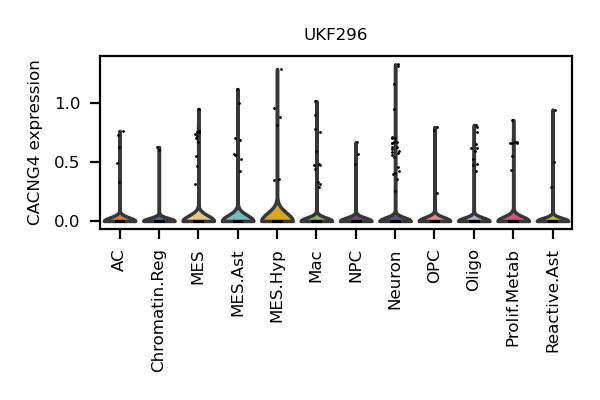 UKF296
CACNG4 expression
1.0
0.5
0.0
AC
Chromatin.Reg
MES
MES.Ast
MES.Hyp
Mac
NPC
Neuron
OPC
Oligo
Prolif.Metab
Reactive.Ast